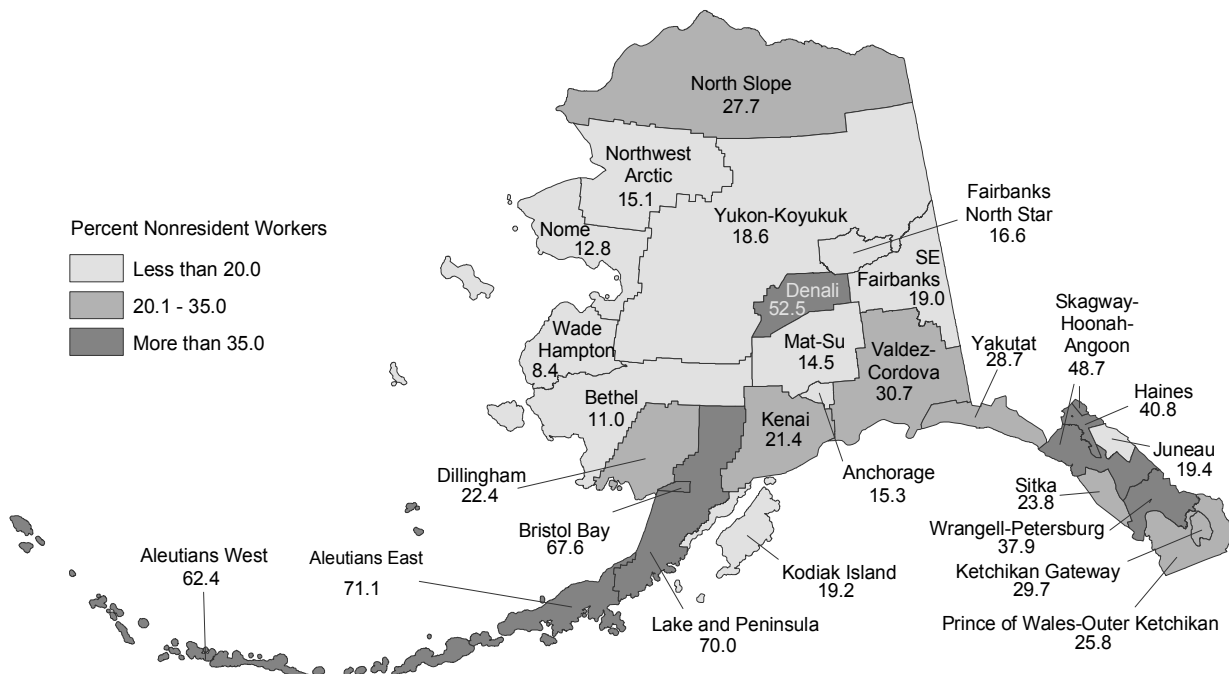 North Slope
27.7
Northwest
Arctic
15.1
Fairbanks
North Star
16.6
Yukon-Koyukuk
18.6
Percent Nonresident Workers
Less than 20.0
20.1 - 35.0
More than 35.0
Nome
12.8
SE
Fairbanks
19.0
Denali
52.5
Skagway-
Hoonah-
Angoon
48.7
Wade
Hampton
8.4
Mat-Su
14.5
Valdez-
Cordova
30.7
Yakutat
28.7
Haines
40.8
Bethel
11.0
Kenai
21.4
Juneau
19.4
Dillingham
22.4
Anchorage
15.3
Sitka
23.8
Bristol Bay
67.6
Wrangell-Petersburg
37.9
Aleutians West
62.4
Aleutians East
71.1
Kodiak Island
19.2
Ketchikan Gateway
29.7
Lake and Peninsula
70.0
Prince of Wales-Outer Ketchikan
25.8